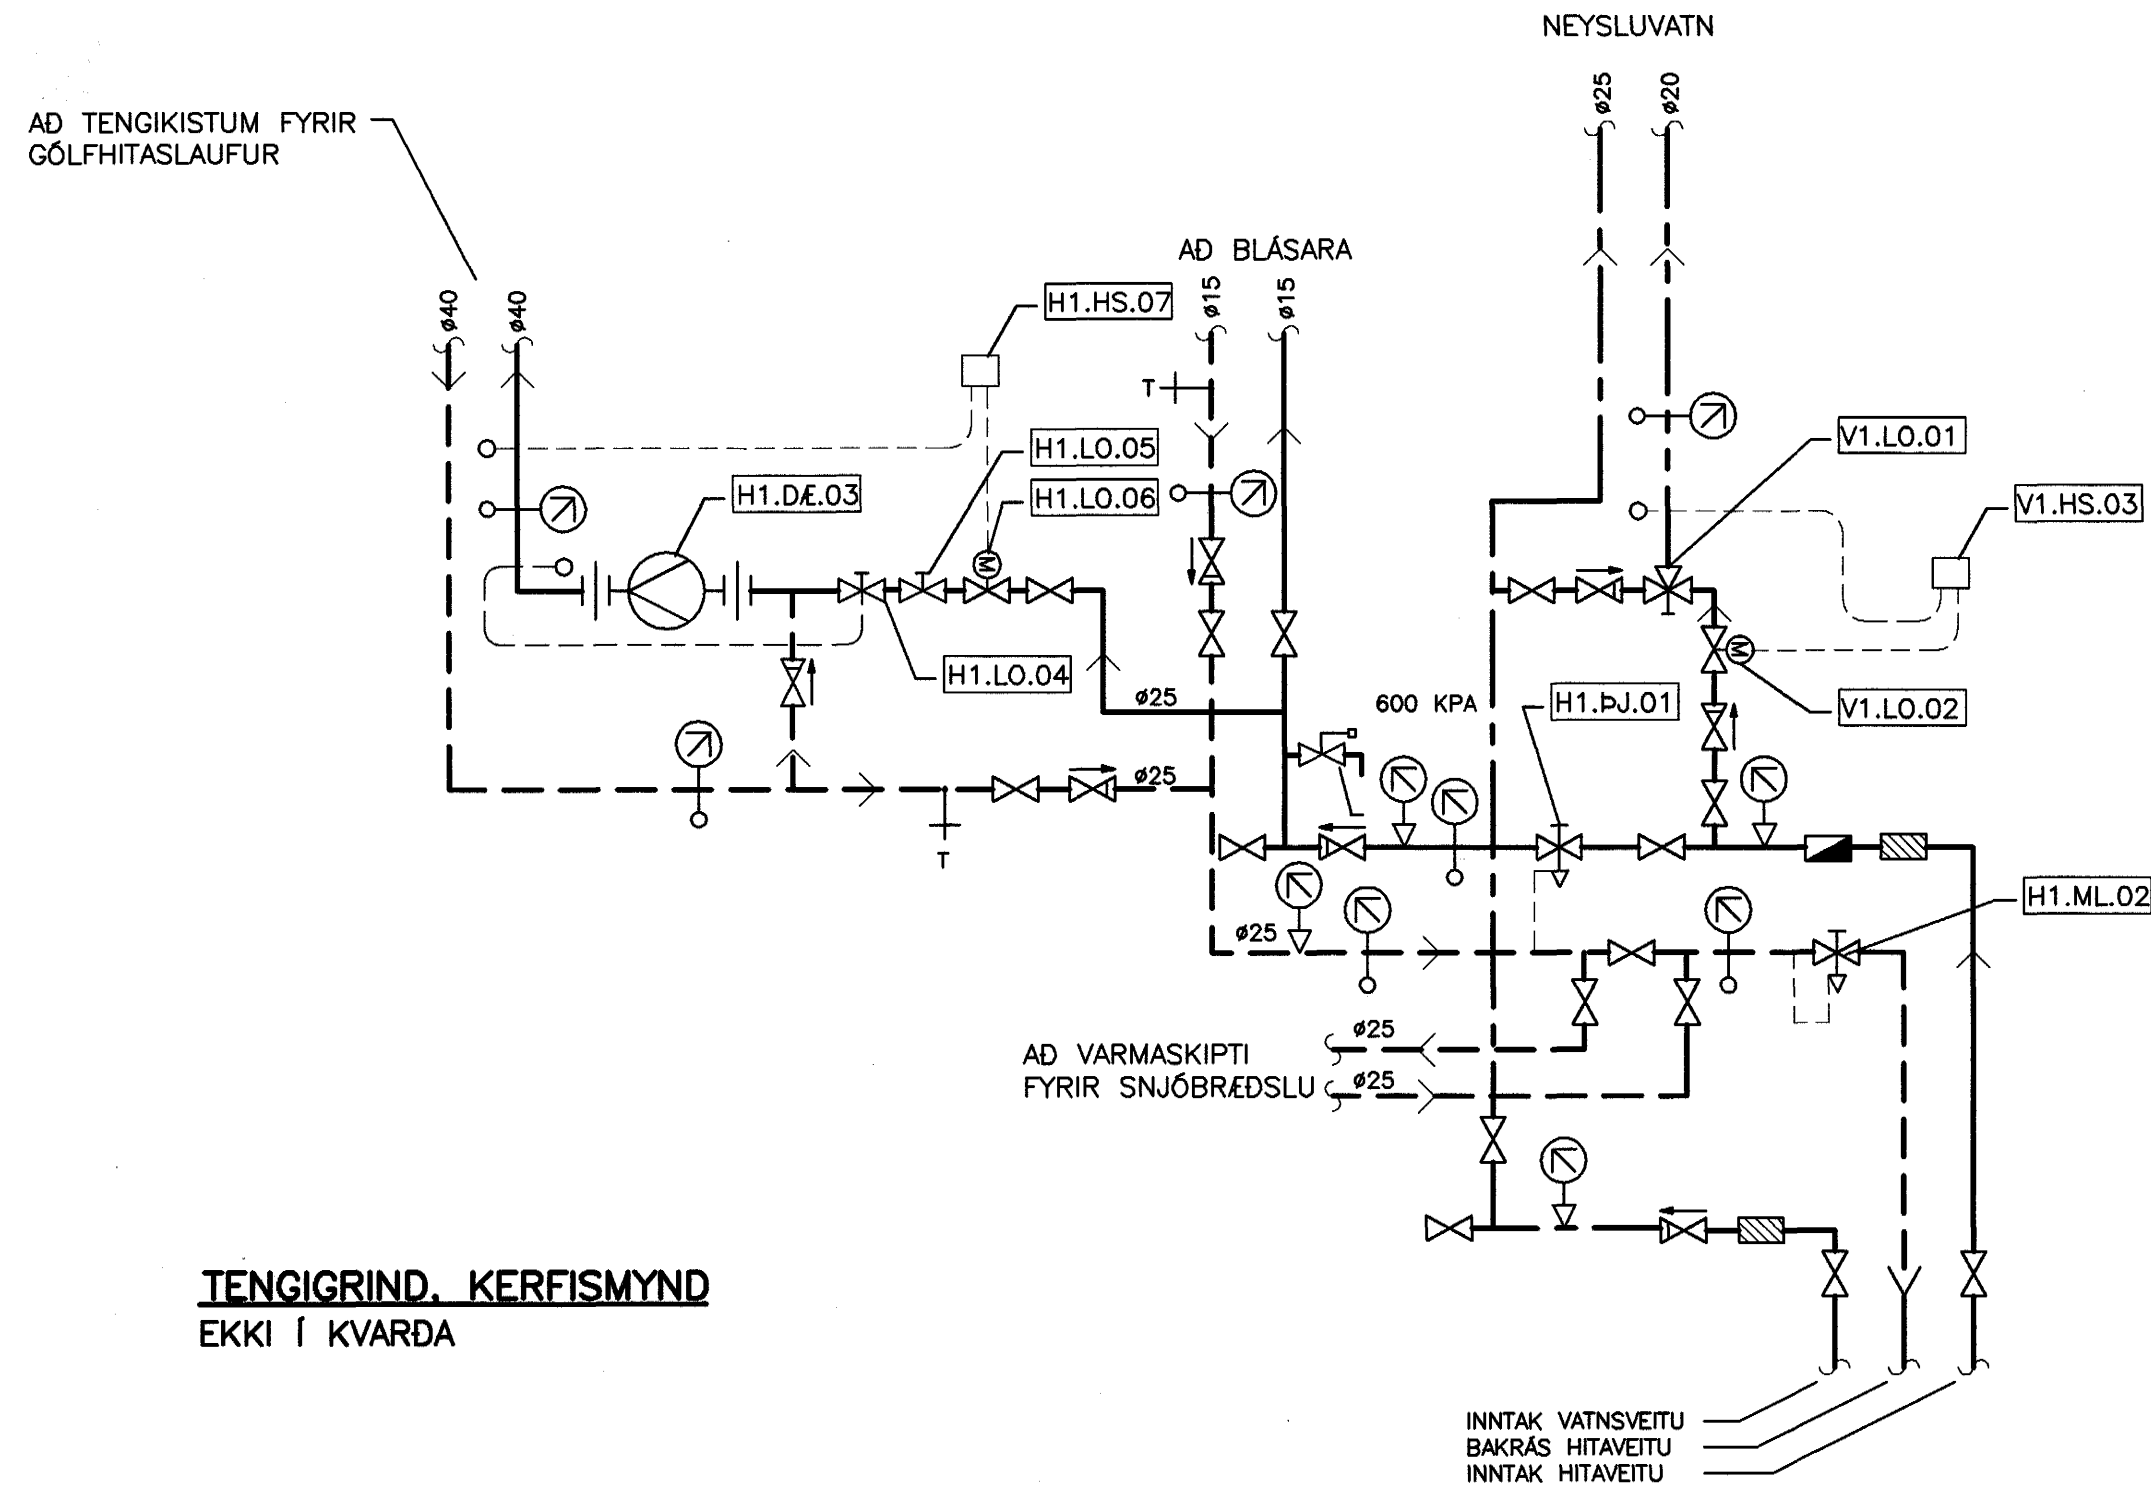 NEYSLUVATN
ø25
ø20
AÐ TENGIKISTUM FYRIR
GÓLFHITASLAUFUR
AÐ BLÁSARA
ø40
ø40
H1.HS.07
ø15
ø15
T
H1.LO.05
V1.LO.01
H1.DÆ.03
H1.LO.06
V1.HS.03
M
M
H1.LO.04
ø25
600 KPA
H1.ÞJ.01
V1.LO.02
ø25
T
H1.ML.02
ø25
AÐ VARMASKIPTI
FYRIR SNJÓBRÆÐSLU
ø25
ø25
TENGIGRIND. KERFISMYND
EKKI Í KVARÐA
INNTAK VATNSVEITU
BAKRÁS HITAVEITU
INNTAK HITAVEITU